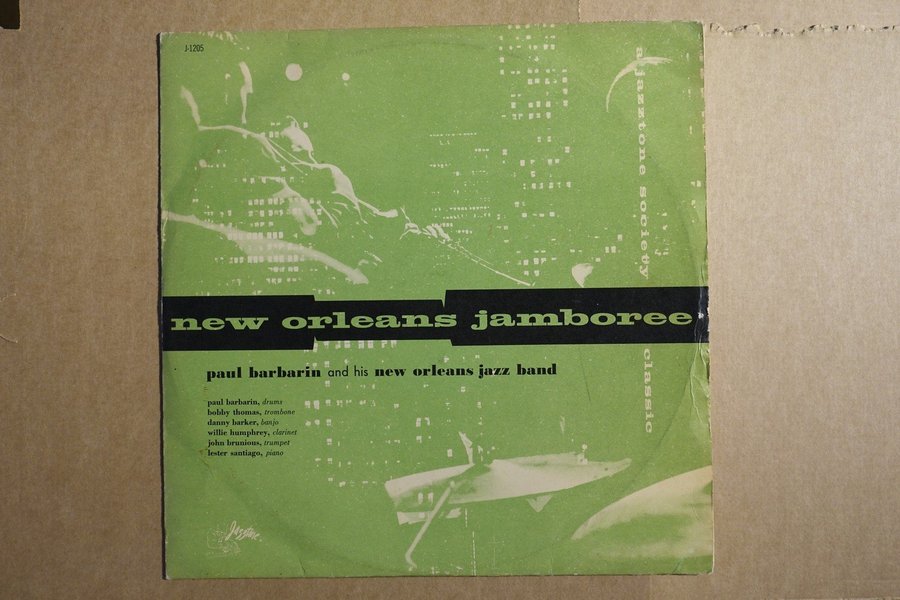 J-1205
a jazztone society classic
new orleans jamboree
paul barbarin and his new orleans jazz band
paul barbarin, drums
bobby thomas, trombone
danny barker, banjo
willie humphrey, clarinet
john brunious, trumpet
lester santiago, piano
Jazztone